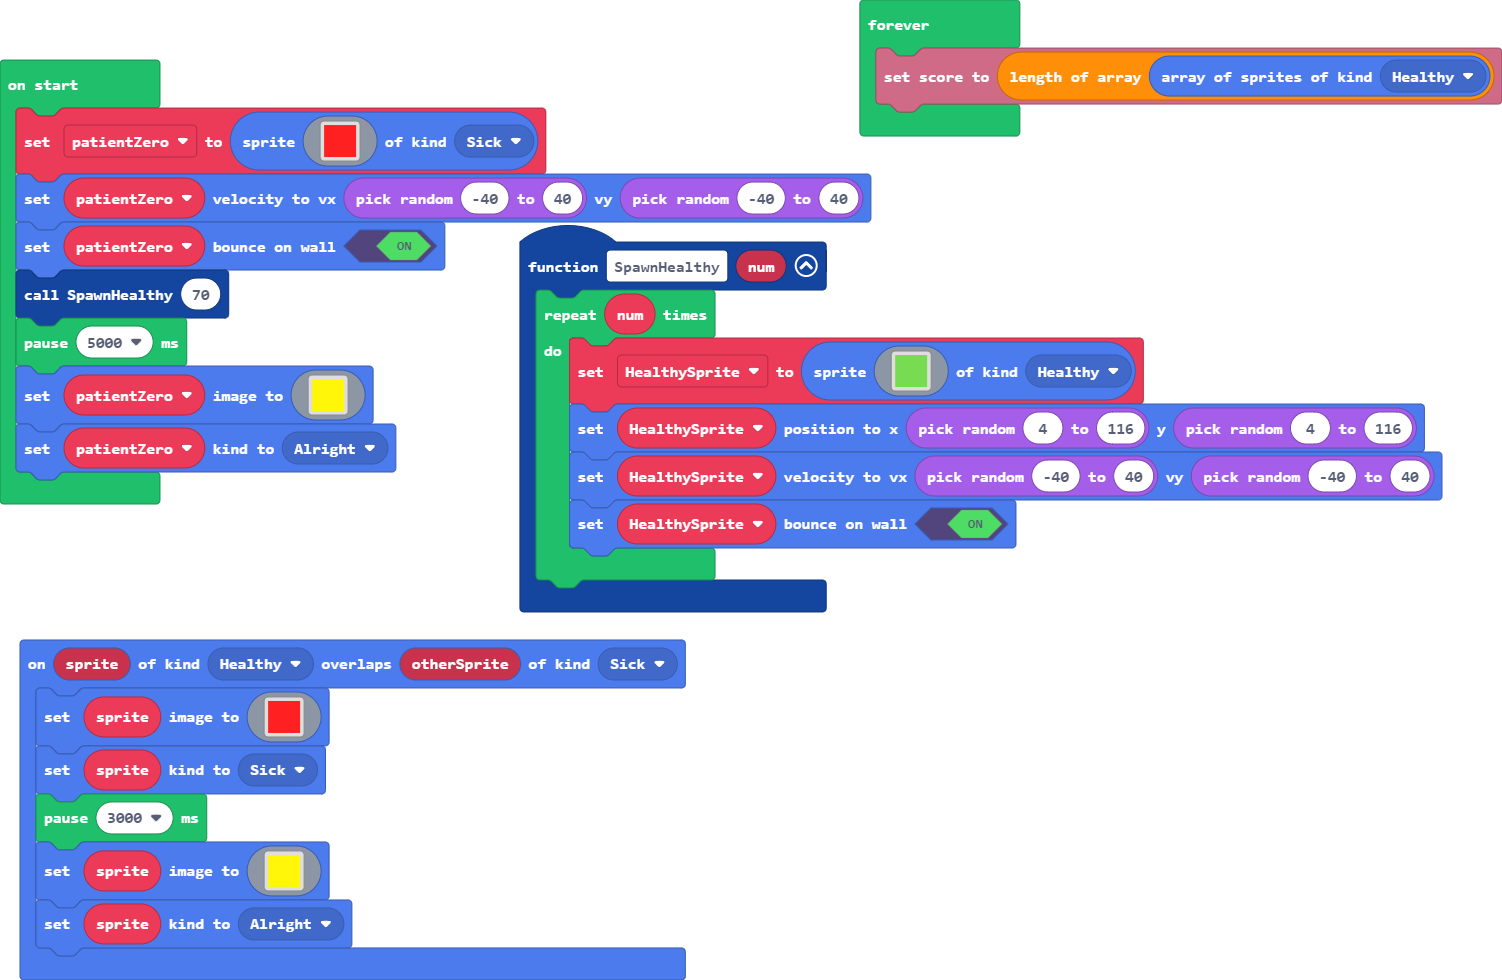 on start
set patientZero to sprite of kind Sick
set patientZero velocity to vx pick random -40 to 40 vy pick random -40 to 40
set patientZero bounce on wall ON
call SpawnHealthy 70
pause 5000 ms
set patientZero image to
set patientZero kind to Alright
forever
set score to length of array array of sprites of kind Healthy
function SpawnHealthy num
repeat num times
do
set HealthySprite to sprite of kind Healthy
set HealthySprite position to x pick random 4 to 116 y pick random 4 to 116
set HealthySprite velocity to vx pick random -40 to 40 vy pick random -40 to 40
set HealthySprite bounce on wall ON
on sprite of kind Healthy overlaps otherSprite of kind Sick
set sprite image to
set sprite kind to Sick
pause 3000 ms
set sprite image to
set sprite kind to Alright